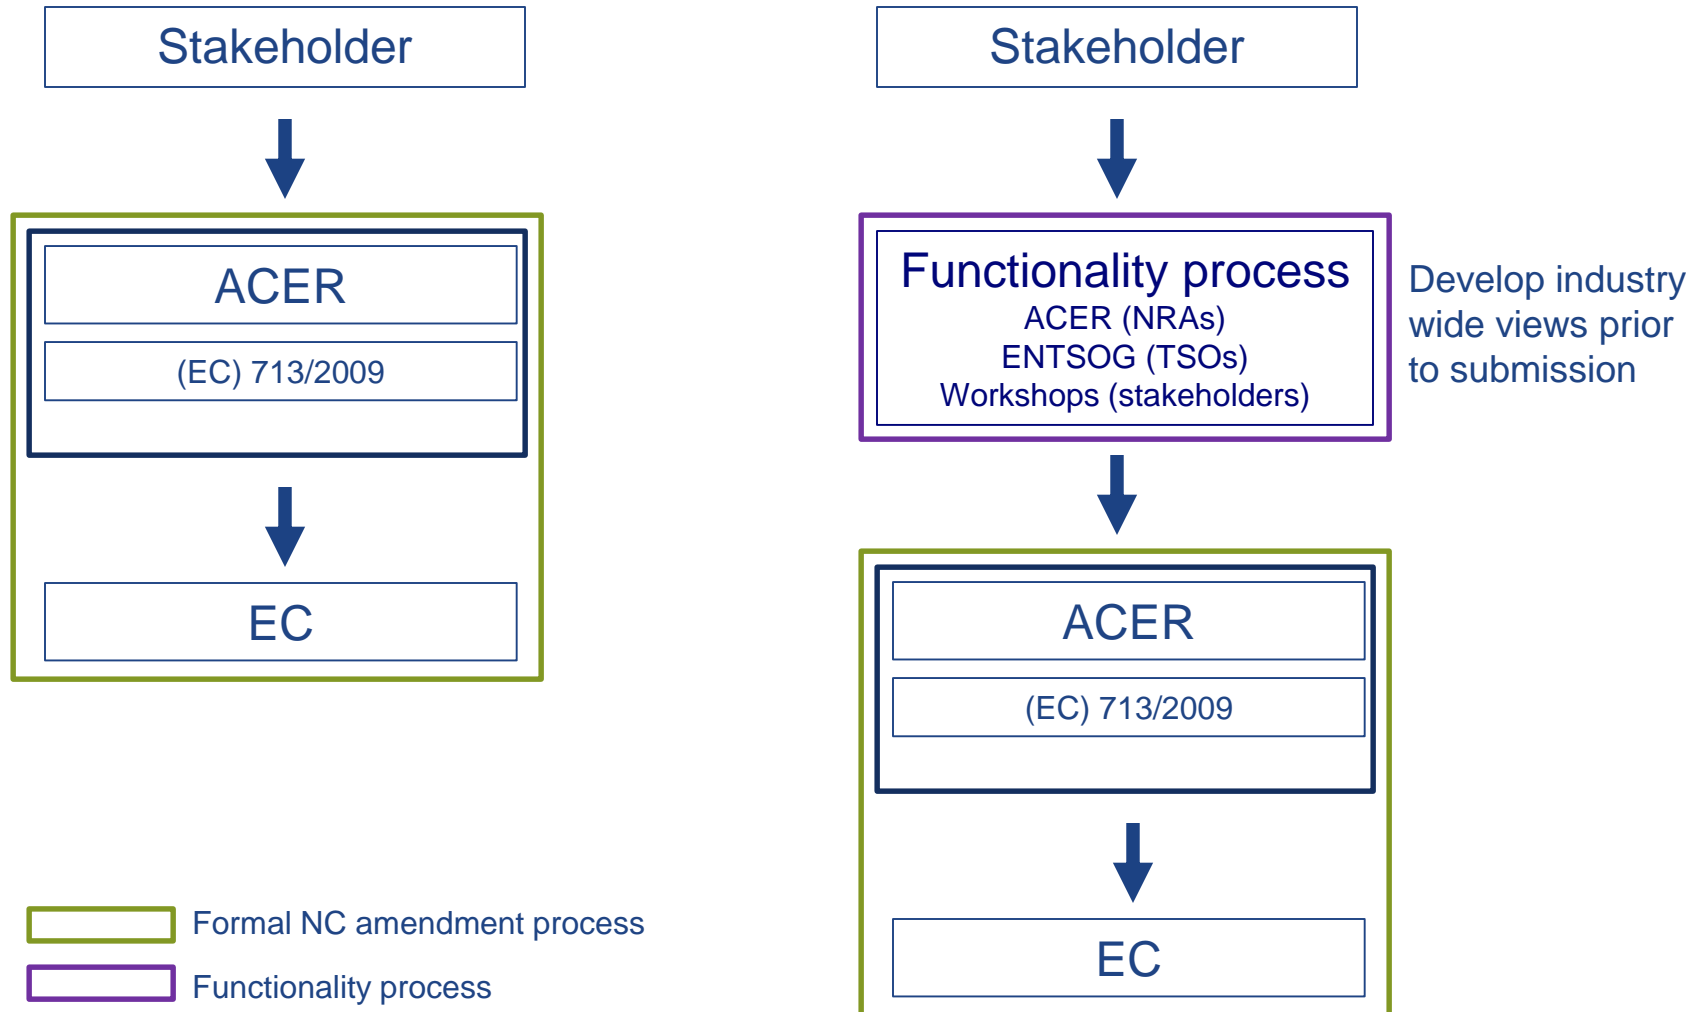 Stakeholder
ACER
(EC) 713/2009
EC
Stakeholder
Functionality process
ACER (NRAs)
ENTSOG (TSOs)
Workshops (stakeholders)
Develop industry
wide views prior
to submission
ACER
(EC) 713/2009
EC
Formal NC amendment process
Functionality process